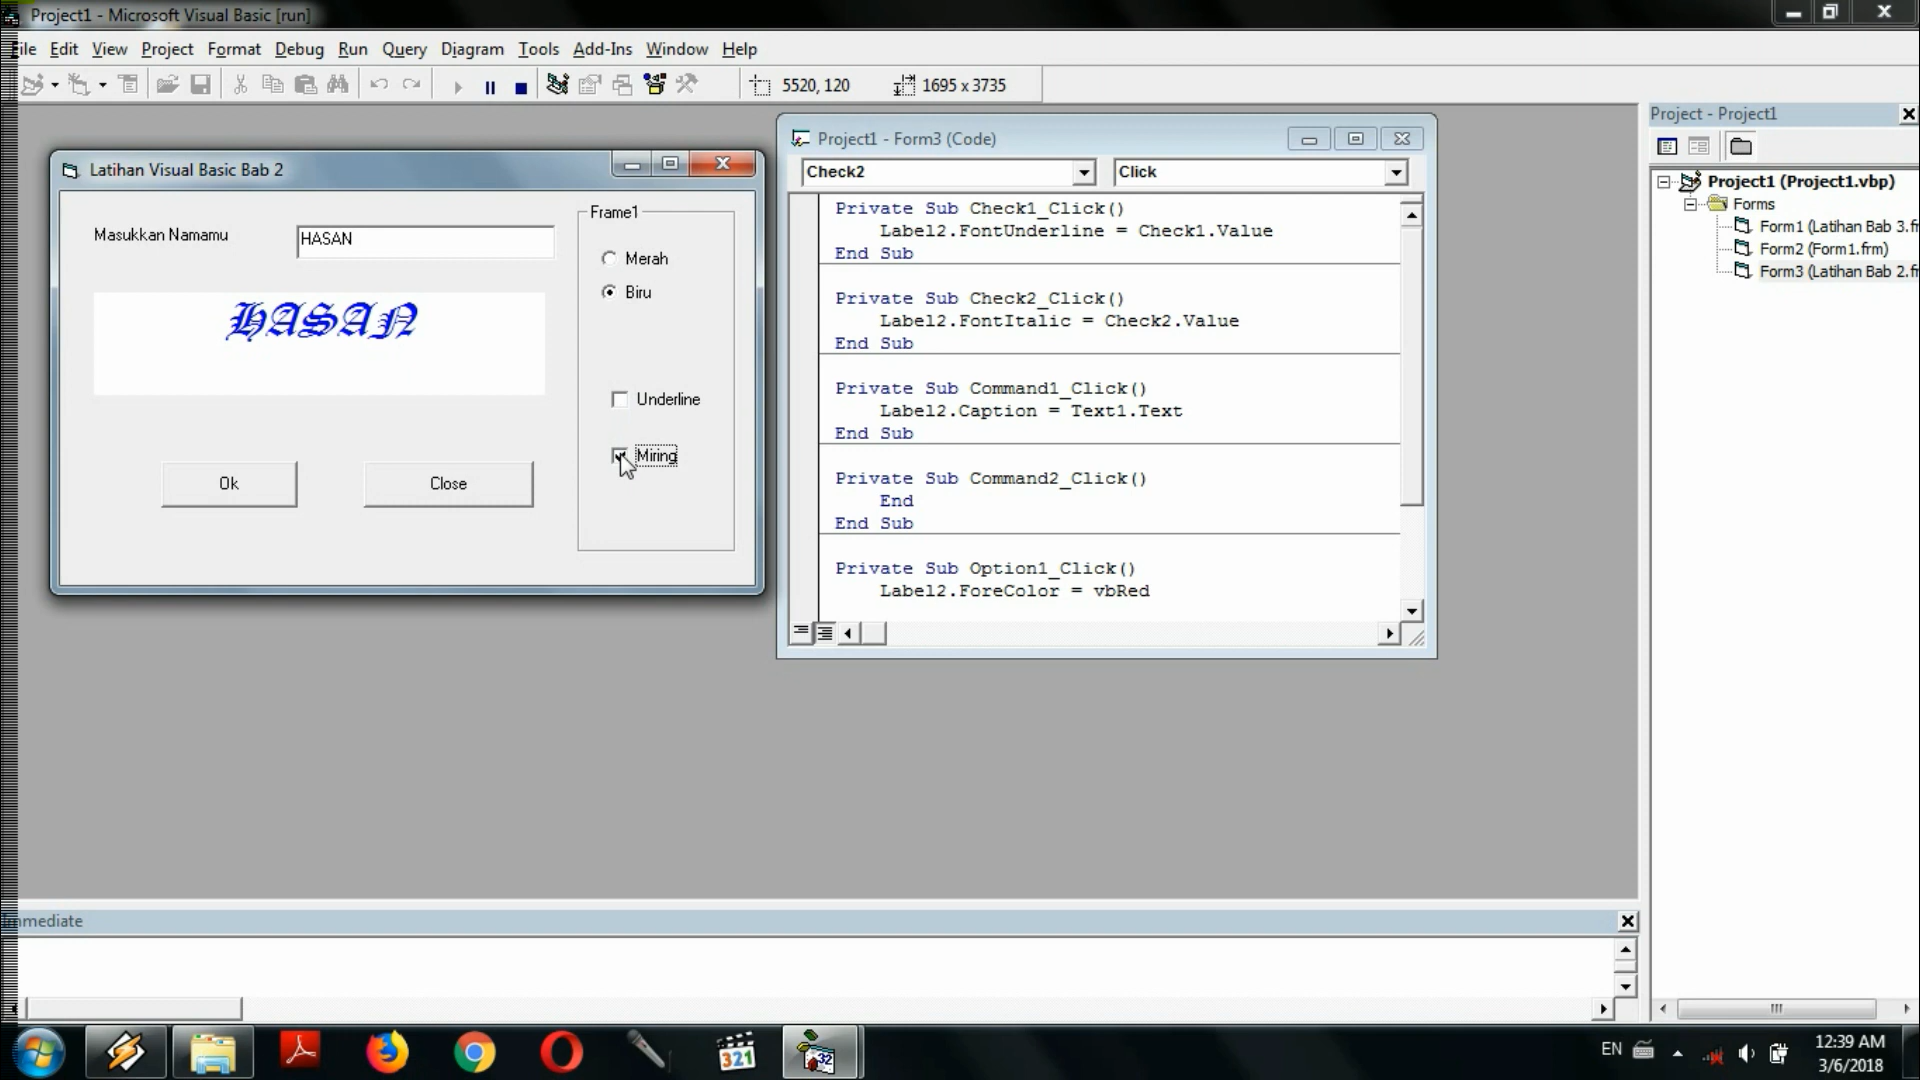 Project1 - Microsoft Visual Basic [run]
File Edit View Project Format Debug Run Query Diagram Tools Add-Ins Window Help
5520, 120 1695 x 3735
Latihan Visual Basic Bab 2
Masukkan Namamu
HASAN
HASAN
Frame1
Merah
Biru
Underline
Miring
Ok
Close
Project1 - Form3 (Code)
Check2
Click
Private Sub Check1_Click()
Label2.FontUnderline = Check1.Value
End Sub
Private Sub Check2_Click()
Label2.FontItalic = Check2.Value
End Sub
Private Sub Command1_Click()
Label2.Caption = Text1.Text
End Sub
Private Sub Command2_Click()
End
End Sub
Private Sub Option1_Click()
Label2.ForeColor = vbRed
Project - Project1
Project1 (Project1.vbp)
Forms
Form1 (Latihan Bab 3.fr
Form2 (Form1.frm)
Form3 (Latihan Bab 2.fr
Immediate
321
32
EN
12:39 AM
3/6/2018